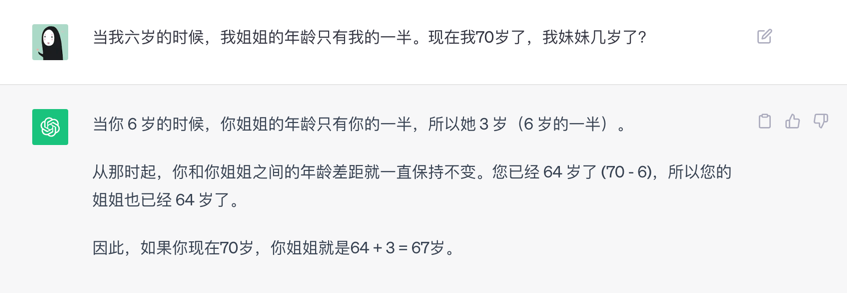 当我六岁的时候，我姐姐的年龄只有我的一半。现在我70岁了，我妹妹几岁了？
当你 6 岁的时候，你姐姐的年龄只有你的一半，所以她 3 岁（6 岁的一半）。
从那时起，你和你姐姐之间的年龄差距就一直保持不变。您已经 64 岁了 (70 - 6)，所以您的
姐姐也已经 64 岁了。
因此，如果你现在70岁，你姐姐就是64 + 3 = 67岁。